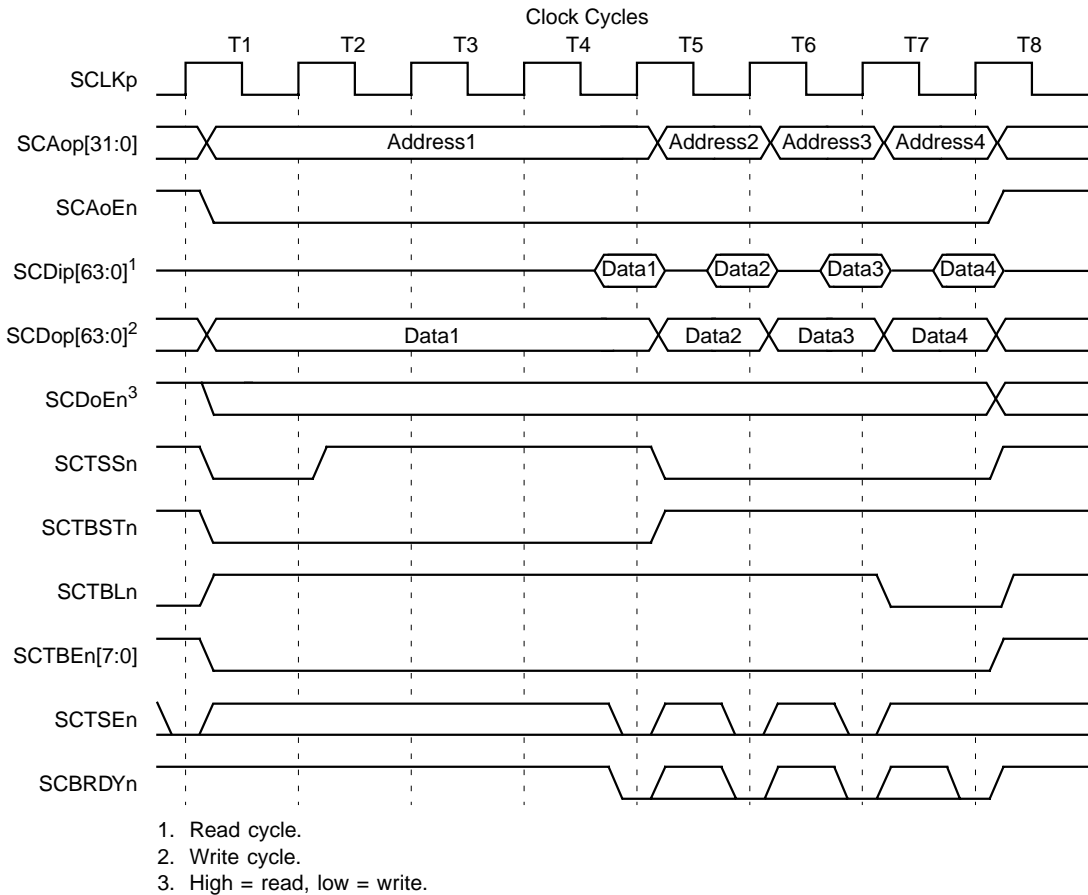 Clock Cycles
T1 T2 T3 T4 T5 T6 T7 T8
SCLKp
SCAop[31:0] Address1 Address2 Address3 Address4
SCAoEn
SCDip[63:0]1 Data1 Data2 Data3 Data4
SCDop[63:0]2 Data1 Data2 Data3 Data4
SCDoEn3
SCTSSn
SCTBSTn
SCTBLn
SCTBEn[7:0]
SCTSEn
SCBRDYn
1. Read cycle.
2. Write cycle.
3. High = read, low = write.